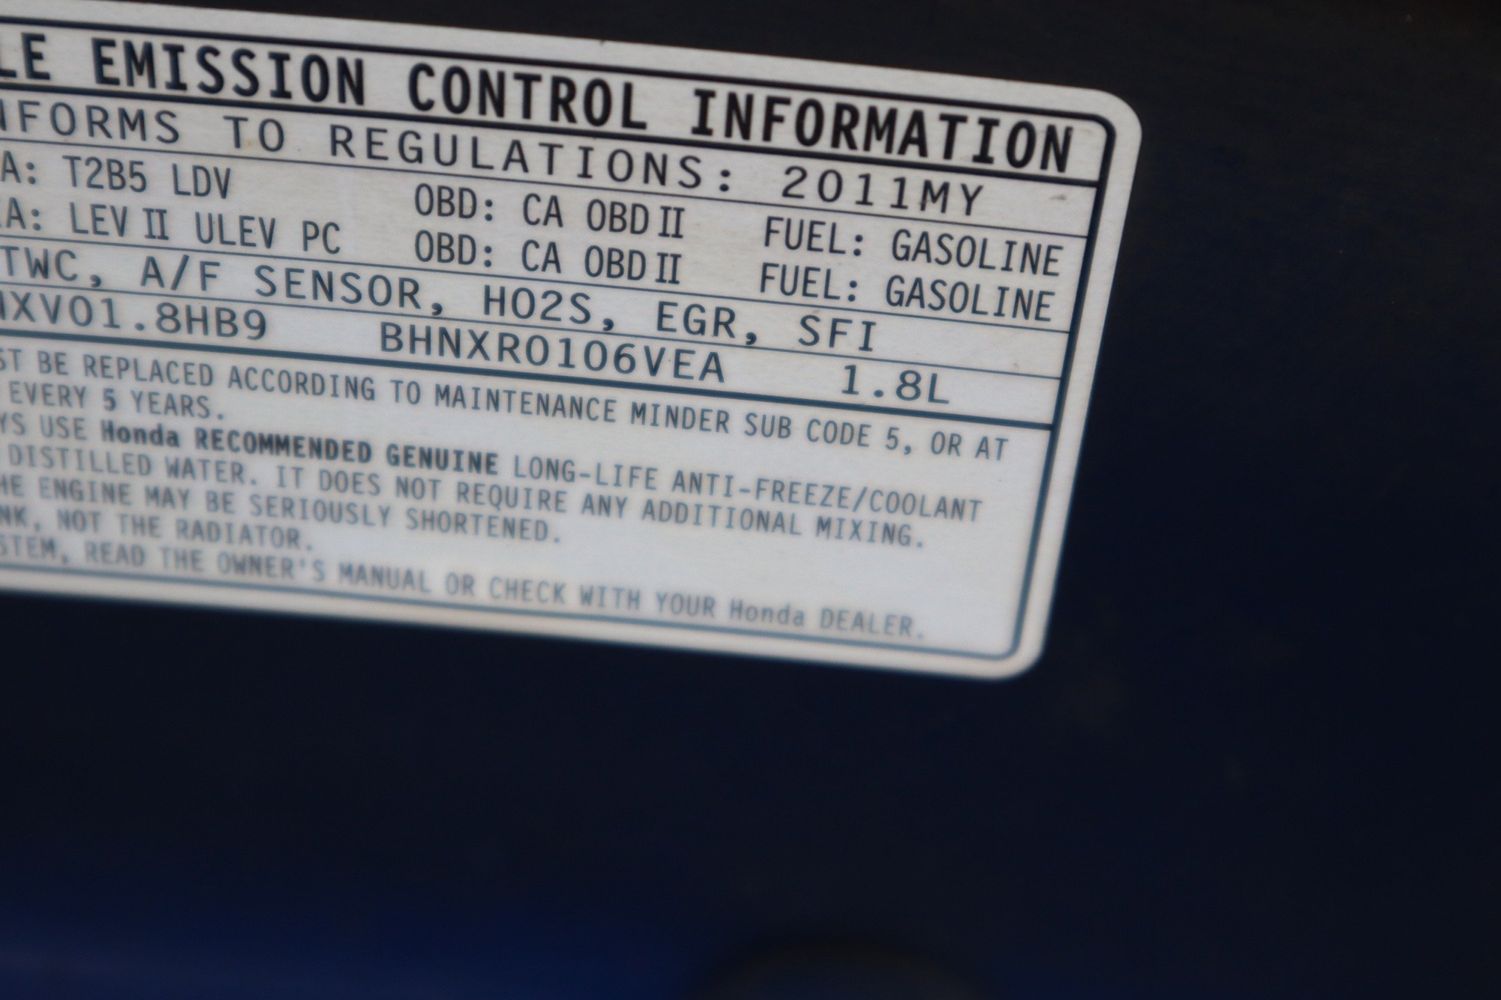 LE EMISSION CONTROL INFORMATION
NFORMS TO REGULATIONS: 2011MY
A: T2B5 LDV OBD: CA OBD II FUEL: GASOLINE
A: LEV II ULEV PC OBD: CA OBD II FUEL: GASOLINE
TWC, A/F SENSOR, HO2S, EGR, SFI
NXV01.8HB9 BHNXR0106VEA 1.8L
ST BE REPLACED ACCORDING TO MAINTENANCE MINDER SUB CODE 5, OR AT
EVERY 5 YEARS.
YS USE Honda RECOMMENDED GENUINE LONG-LIFE ANTI-FREEZE/COOLANT
DISTILLED WATER. IT DOES NOT REQUIRE ANY ADDITIONAL MIXING.
HE ENGINE MAY BE SERIOUSLY SHORTENED.
NK, NOT THE RADIATOR.
STEM, READ THE OWNER'S MANUAL OR CHECK WITH YOUR Honda DEALER.